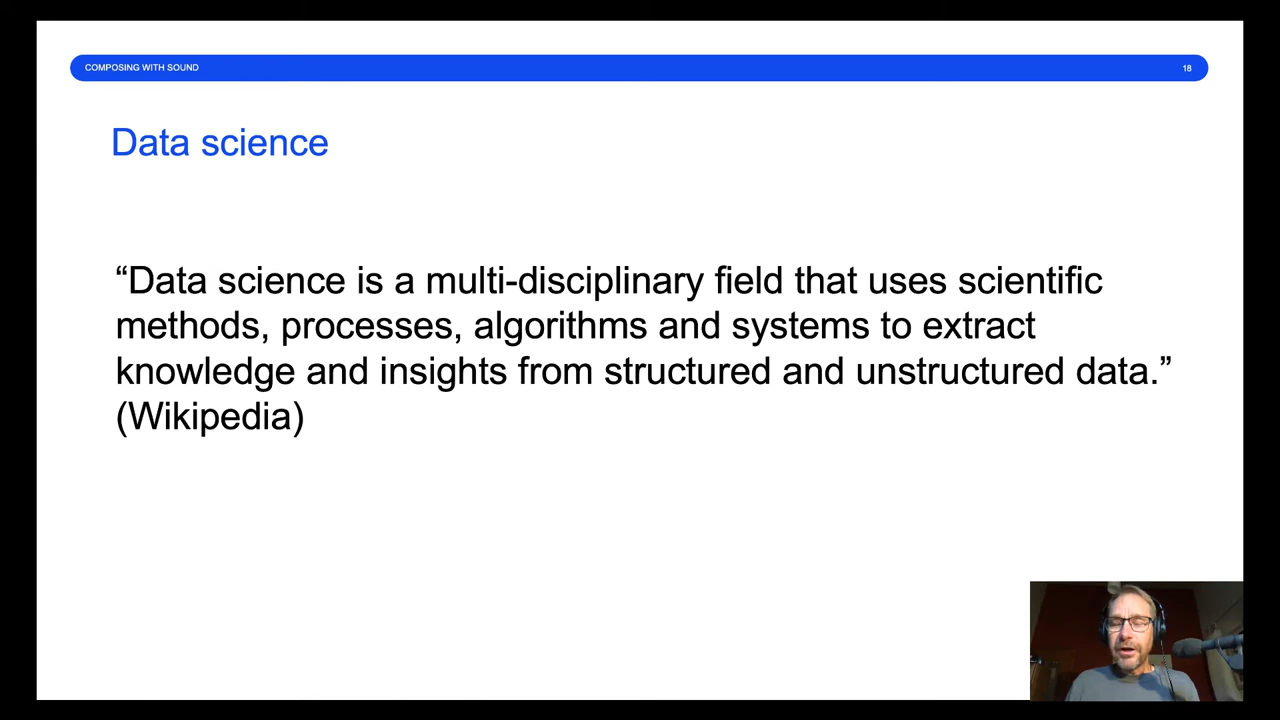 COMPOSING WITH SOUND
18
Data science
“Data science is a multi-disciplinary field that uses scientific
methods, processes, algorithms and systems to extract
knowledge and insights from structured and unstructured data.”
(Wikipedia)